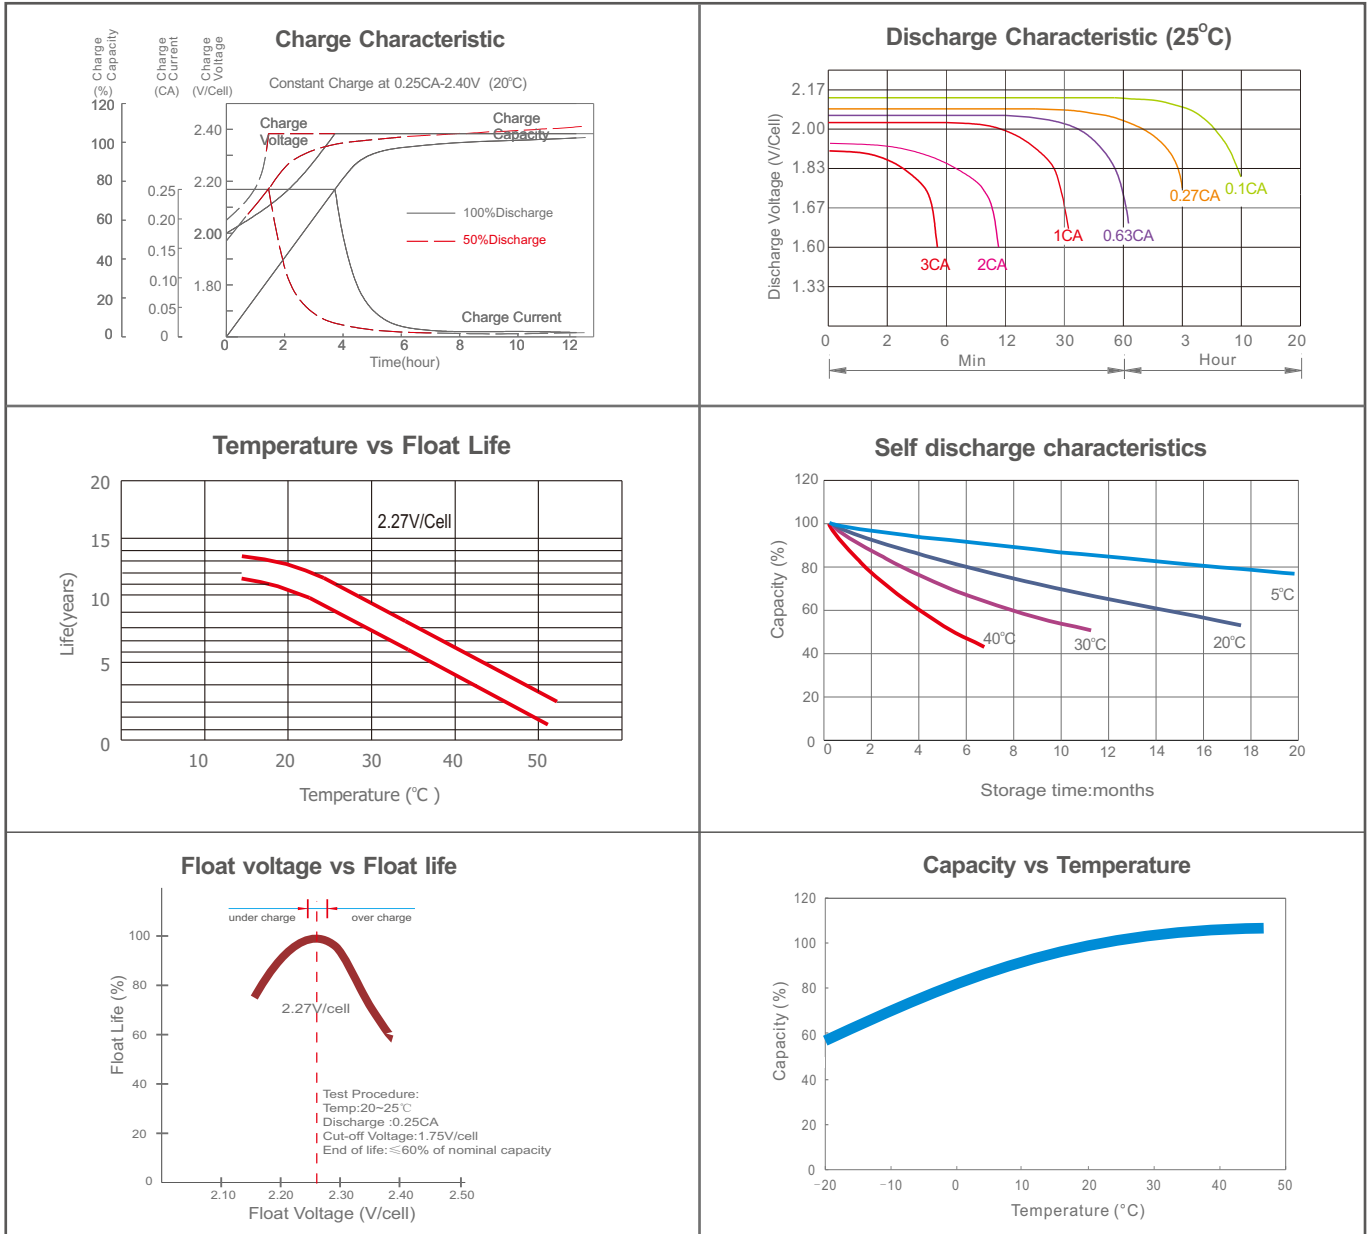 Charge Characteristic
Charge
Capacity
(%)
Charge
Current
(CA)
Charge
Voltage
(V/Cell)
Constant Charge at 0.25CA-2.40V (20°C)
120
100
80
60
40
20
0
0.25
0.20
0.15
0.10
0.05
0
2.40
2.20
2.00
1.80
Charge
Voltage
Charge
Capacity
100%Discharge
50%Discharge
Charge Current
0 2 4 6 8 10 12
Time(hour)
Discharge Characteristic (25°C)
Discharge Voltage (V/Cell)
2.17
2.00
1.83
1.67
1.60
1.33
3CA
2CA
1CA
0.63CA
0.27CA
0.1CA
0 2 6 12 30 60 3 10 20
Min Hour
Temperature vs Float Life
Life(years)
20
15
10
5
0
2.27V/Cell
10 20 30 40 50
Temperature (°C )
Self discharge characteristics
Capacity (%)
120
100
80
60
40
20
0
5°C
40°C
30°C
20°C
0 2 4 6 8 10 12 14 16 18 20
Storage time:months
Float voltage vs Float life
under charge
over charge
Float Life (%)
100
80
60
40
20
0
2.27V/cell
Test Procedure:
Temp:20~25℃
Discharge :0.25CA
Cut-off Voltage:1.75V/cell
End of life:≤60% of nominal capacity
2.10 2.20 2.30 2.40 2.50
Float Voltage (V/cell)
Capacity vs Temperature
Capacity (%)
120
100
80
60
40
20
0
−20 −10 0 10 20 30 40 50
Temperature (°C)